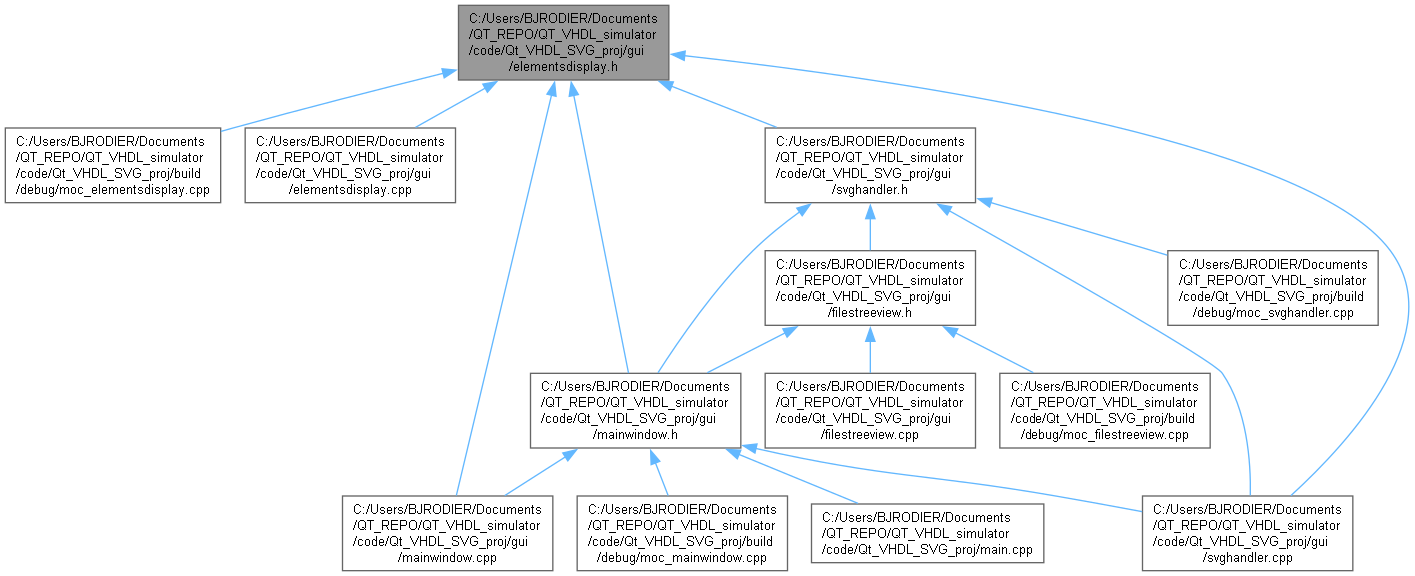 C:/Users/BJRODIER/Documents
/QT_REPO/QT_VHDL_simulator
/code/Qt_VHDL_SVG_proj/gui
/elementsdisplay.h
C:/Users/BJRODIER/Documents
/QT_REPO/QT_VHDL_simulator
/code/Qt_VHDL_SVG_proj/build
/debug/moc_elementsdisplay.cpp
C:/Users/BJRODIER/Documents
/QT_REPO/QT_VHDL_simulator
/code/Qt_VHDL_SVG_proj/gui
/elementsdisplay.cpp
C:/Users/BJRODIER/Documents
/QT_REPO/QT_VHDL_simulator
/code/Qt_VHDL_SVG_proj/gui
/svghandler.h
C:/Users/BJRODIER/Documents
/QT_REPO/QT_VHDL_simulator
/code/Qt_VHDL_SVG_proj/gui
/filestreeview.h
C:/Users/BJRODIER/Documents
/QT_REPO/QT_VHDL_simulator
/code/Qt_VHDL_SVG_proj/build
/debug/moc_svghandler.cpp
C:/Users/BJRODIER/Documents
/QT_REPO/QT_VHDL_simulator
/code/Qt_VHDL_SVG_proj/gui
/mainwindow.h
C:/Users/BJRODIER/Documents
/QT_REPO/QT_VHDL_simulator
/code/Qt_VHDL_SVG_proj/gui
/filestreeview.cpp
C:/Users/BJRODIER/Documents
/QT_REPO/QT_VHDL_simulator
/code/Qt_VHDL_SVG_proj/build
/debug/moc_filestreeview.cpp
C:/Users/BJRODIER/Documents
/QT_REPO/QT_VHDL_simulator
/code/Qt_VHDL_SVG_proj/gui
/mainwindow.cpp
C:/Users/BJRODIER/Documents
/QT_REPO/QT_VHDL_simulator
/code/Qt_VHDL_SVG_proj/build
/debug/moc_mainwindow.cpp
C:/Users/BJRODIER/Documents
/QT_REPO/QT_VHDL_simulator
/code/Qt_VHDL_SVG_proj/main.cpp
C:/Users/BJRODIER/Documents
/QT_REPO/QT_VHDL_simulator
/code/Qt_VHDL_SVG_proj/gui
/svghandler.cpp